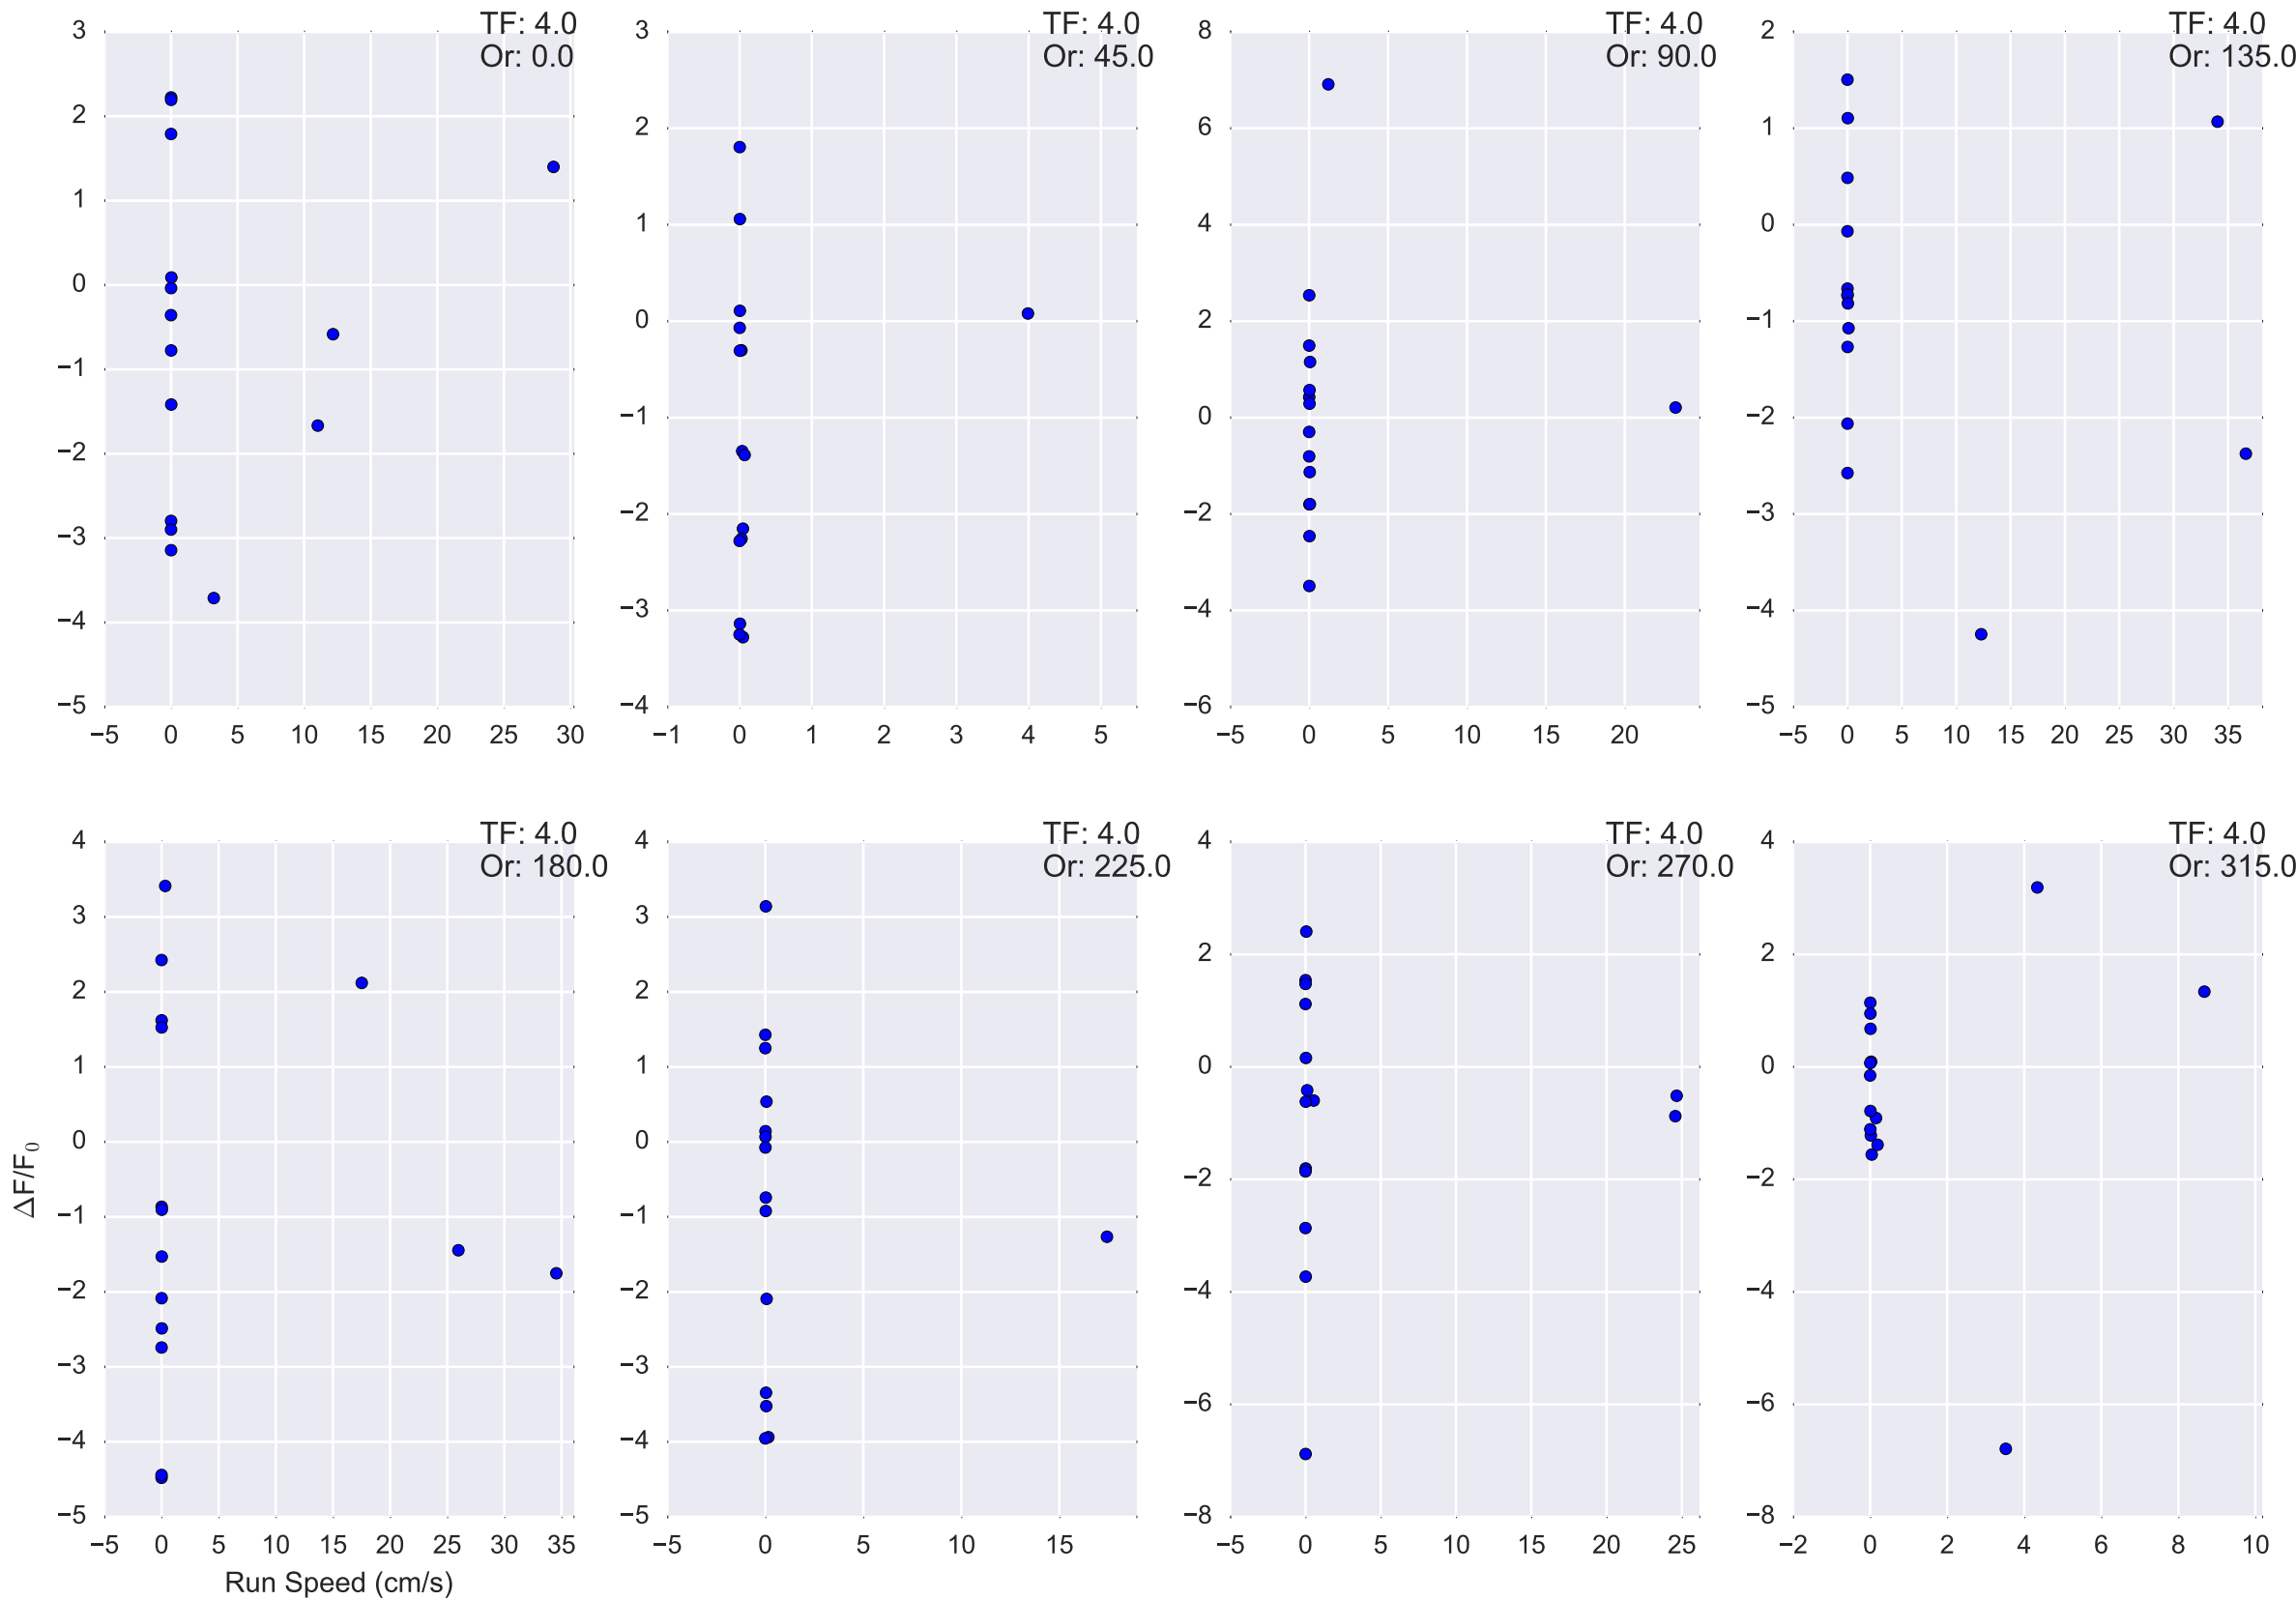 TF: 4.0
Or: 0.0
3
2
1
0
−1
−2
−3
−4
−5
−5 0 5 10 15 20 25 30
TF: 4.0
Or: 45.0
3
2
1
0
−1
−2
−3
−4
−1 0 1 2 3 4 5
TF: 4.0
Or: 90.0
8
6
4
2
0
−2
−4
−6
−5 0 5 10 15 20
TF: 4.0
Or: 135.0
2
1
0
−1
−2
−3
−4
−5
−5 0 5 10 15 20 25 30 35
TF: 4.0
Or: 180.0
4
3
2
1
0
−1
−2
−3
−4
−5
−5 0 5 10 15 20 25 30 35
ΔF/F₀
Run Speed (cm/s)
TF: 4.0
Or: 225.0
4
3
2
1
0
−1
−2
−3
−4
−5
−5 0 5 10 15
TF: 4.0
Or: 270.0
4
2
0
−2
−4
−6
−8
−5 0 5 10 15 20 25
TF: 4.0
Or: 315.0
4
2
0
−2
−4
−6
−8
−2 0 2 4 6 8 10